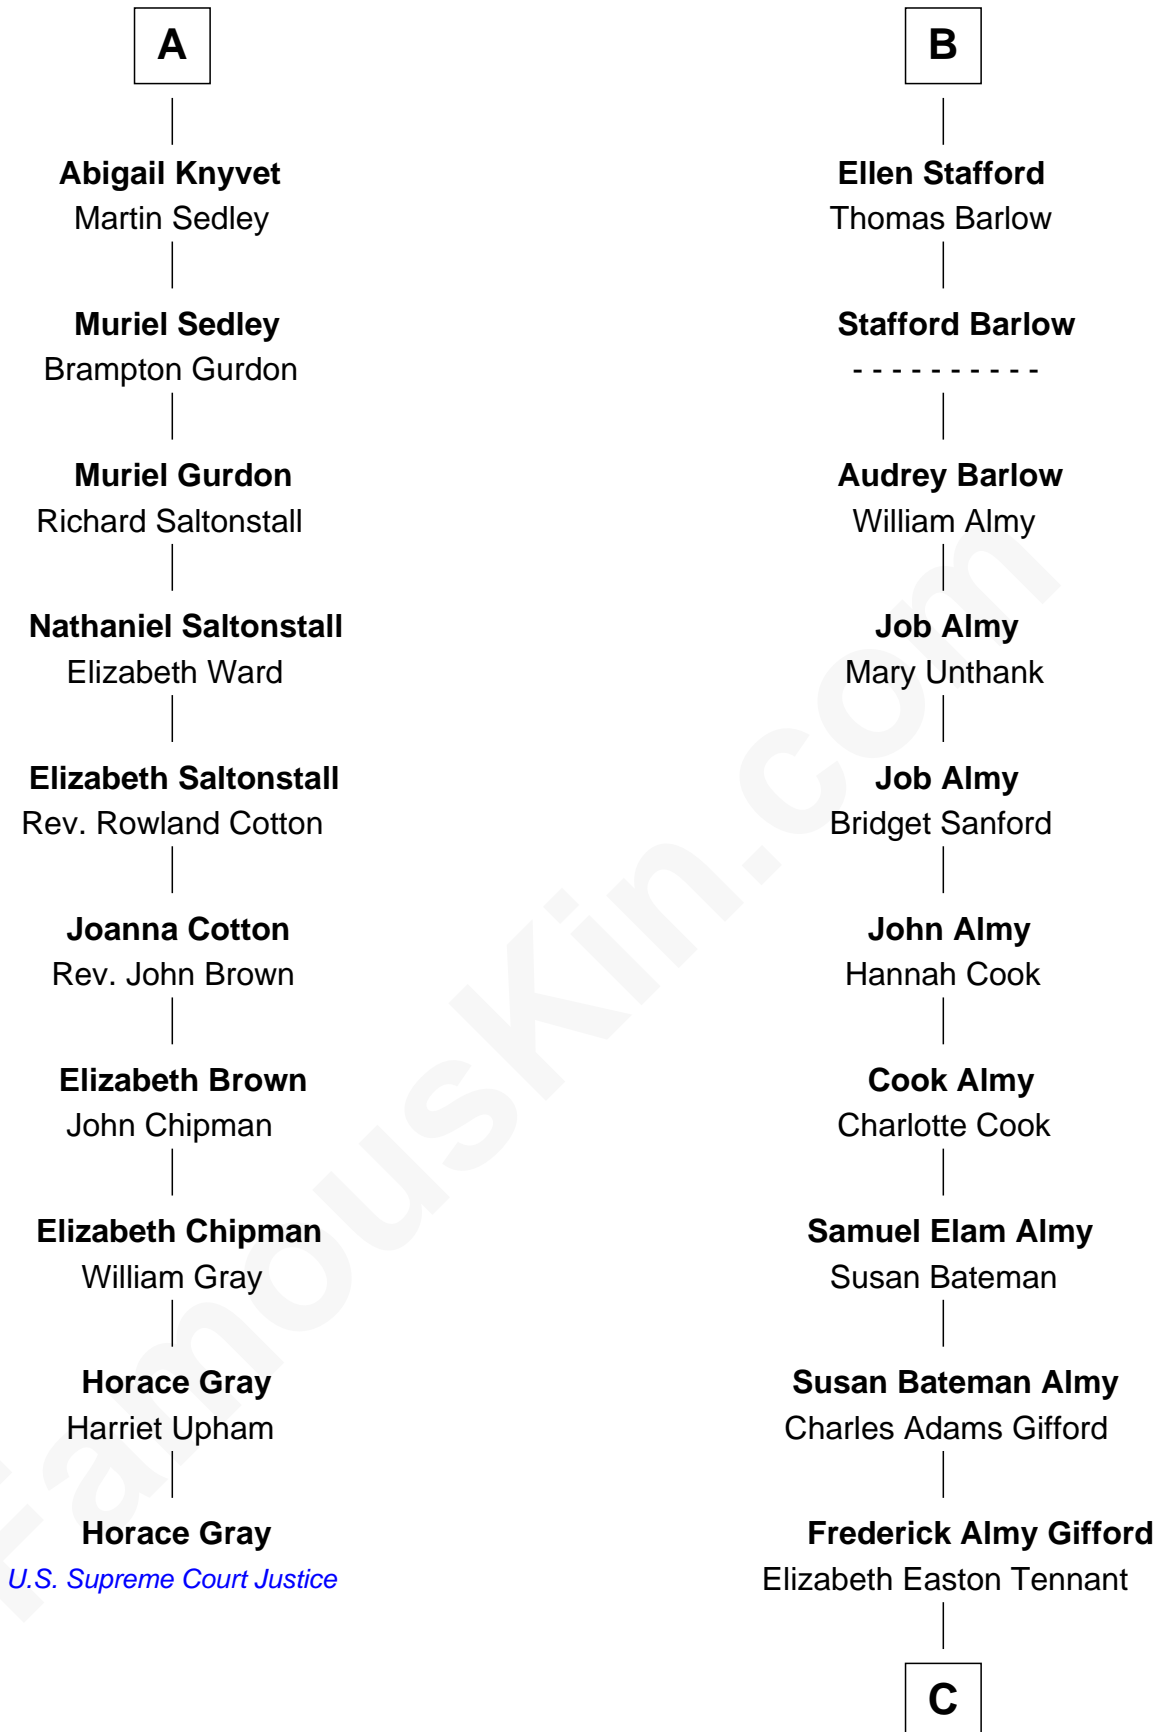 A
Abigail Knyvet
Martin Sedley
Muriel Sedley
Brampton Gurdon
Muriel Gurdon
Richard Saltonstall
Nathaniel Saltonstall
Elizabeth Ward
Elizabeth Saltonstall
Rev. Rowland Cotton
Joanna Cotton
Rev. John Brown
Elizabeth Brown
John Chipman
Elizabeth Chipman
William Gray
Horace Gray
Harriet Upham
Horace Gray
U.S. Supreme Court Justice
B
Ellen Stafford
Thomas Barlow
Stafford Barlow
- - - - - - - - - -
Audrey Barlow
William Almy
Job Almy
Mary Unthank
Job Almy
Bridget Sanford
John Almy
Hannah Cook
Cook Almy
Charlotte Cook
Samuel Elam Almy
Susan Bateman
Susan Bateman Almy
Charles Adams Gifford
Frederick Almy Gifford
Elizabeth Easton Tennant
C
FamousKin.com